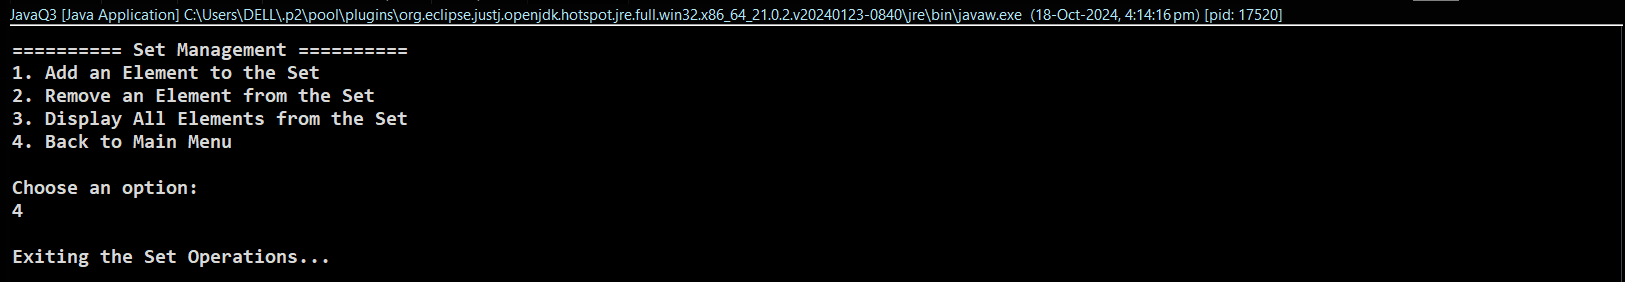 JavaQ3 [Java Application] C:\Users\DELL\.p2\pool\plugins\org.eclipse.justj.openjdk.hotspot.jre.full.win32.x86_64_21.0.2.v20240123-0840\jre\bin\javaw.exe (18-Oct-2024, 4:14:16 pm) [pid: 17520]
========== Set Management ==========
1. Add an Element to the Set
2. Remove an Element from the Set
3. Display All Elements from the Set
4. Back to Main Menu
Choose an option:
4
Exiting the Set Operations...